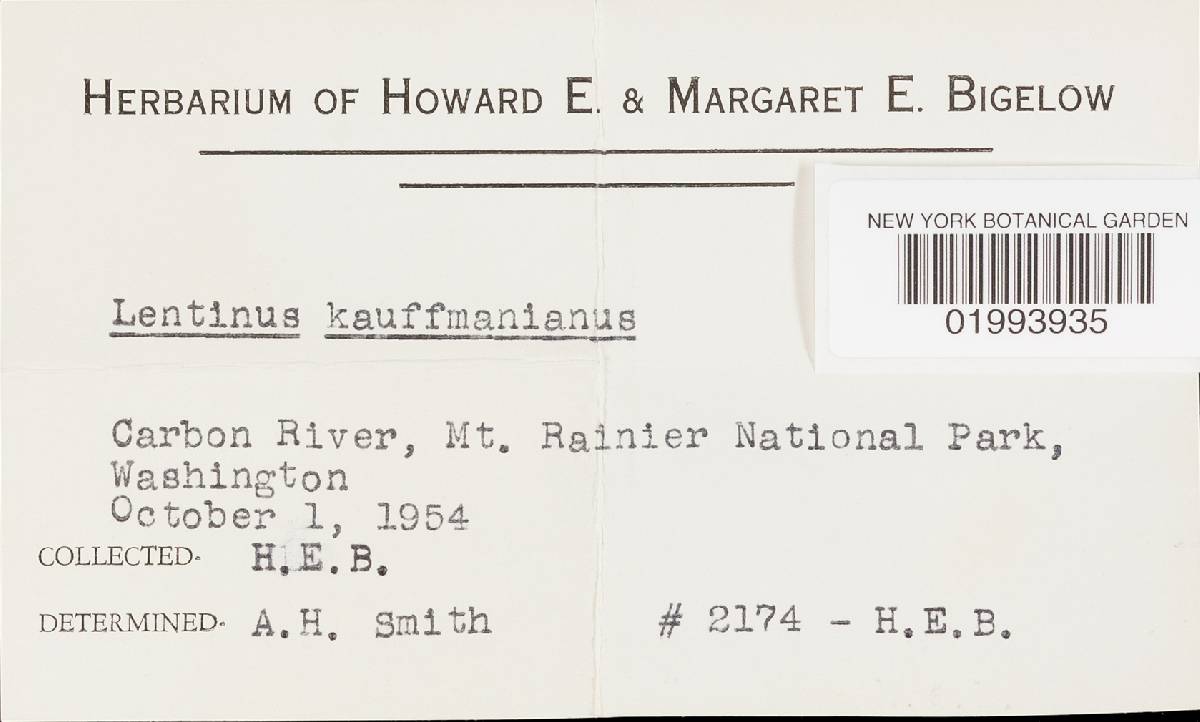 HERBARIUM OF HOWARD E. & MARGARET E. BIGELOW
NEW YORK BOTANICAL GARDEN
01993935
Lentinus kauffmanianus
Carbon River, Mt. Rainier National Park,
Washington
October 1, 1954
COLLECTED- H.E.B.
DETERMINED- A.H. Smith # 2174 - H.E.B.